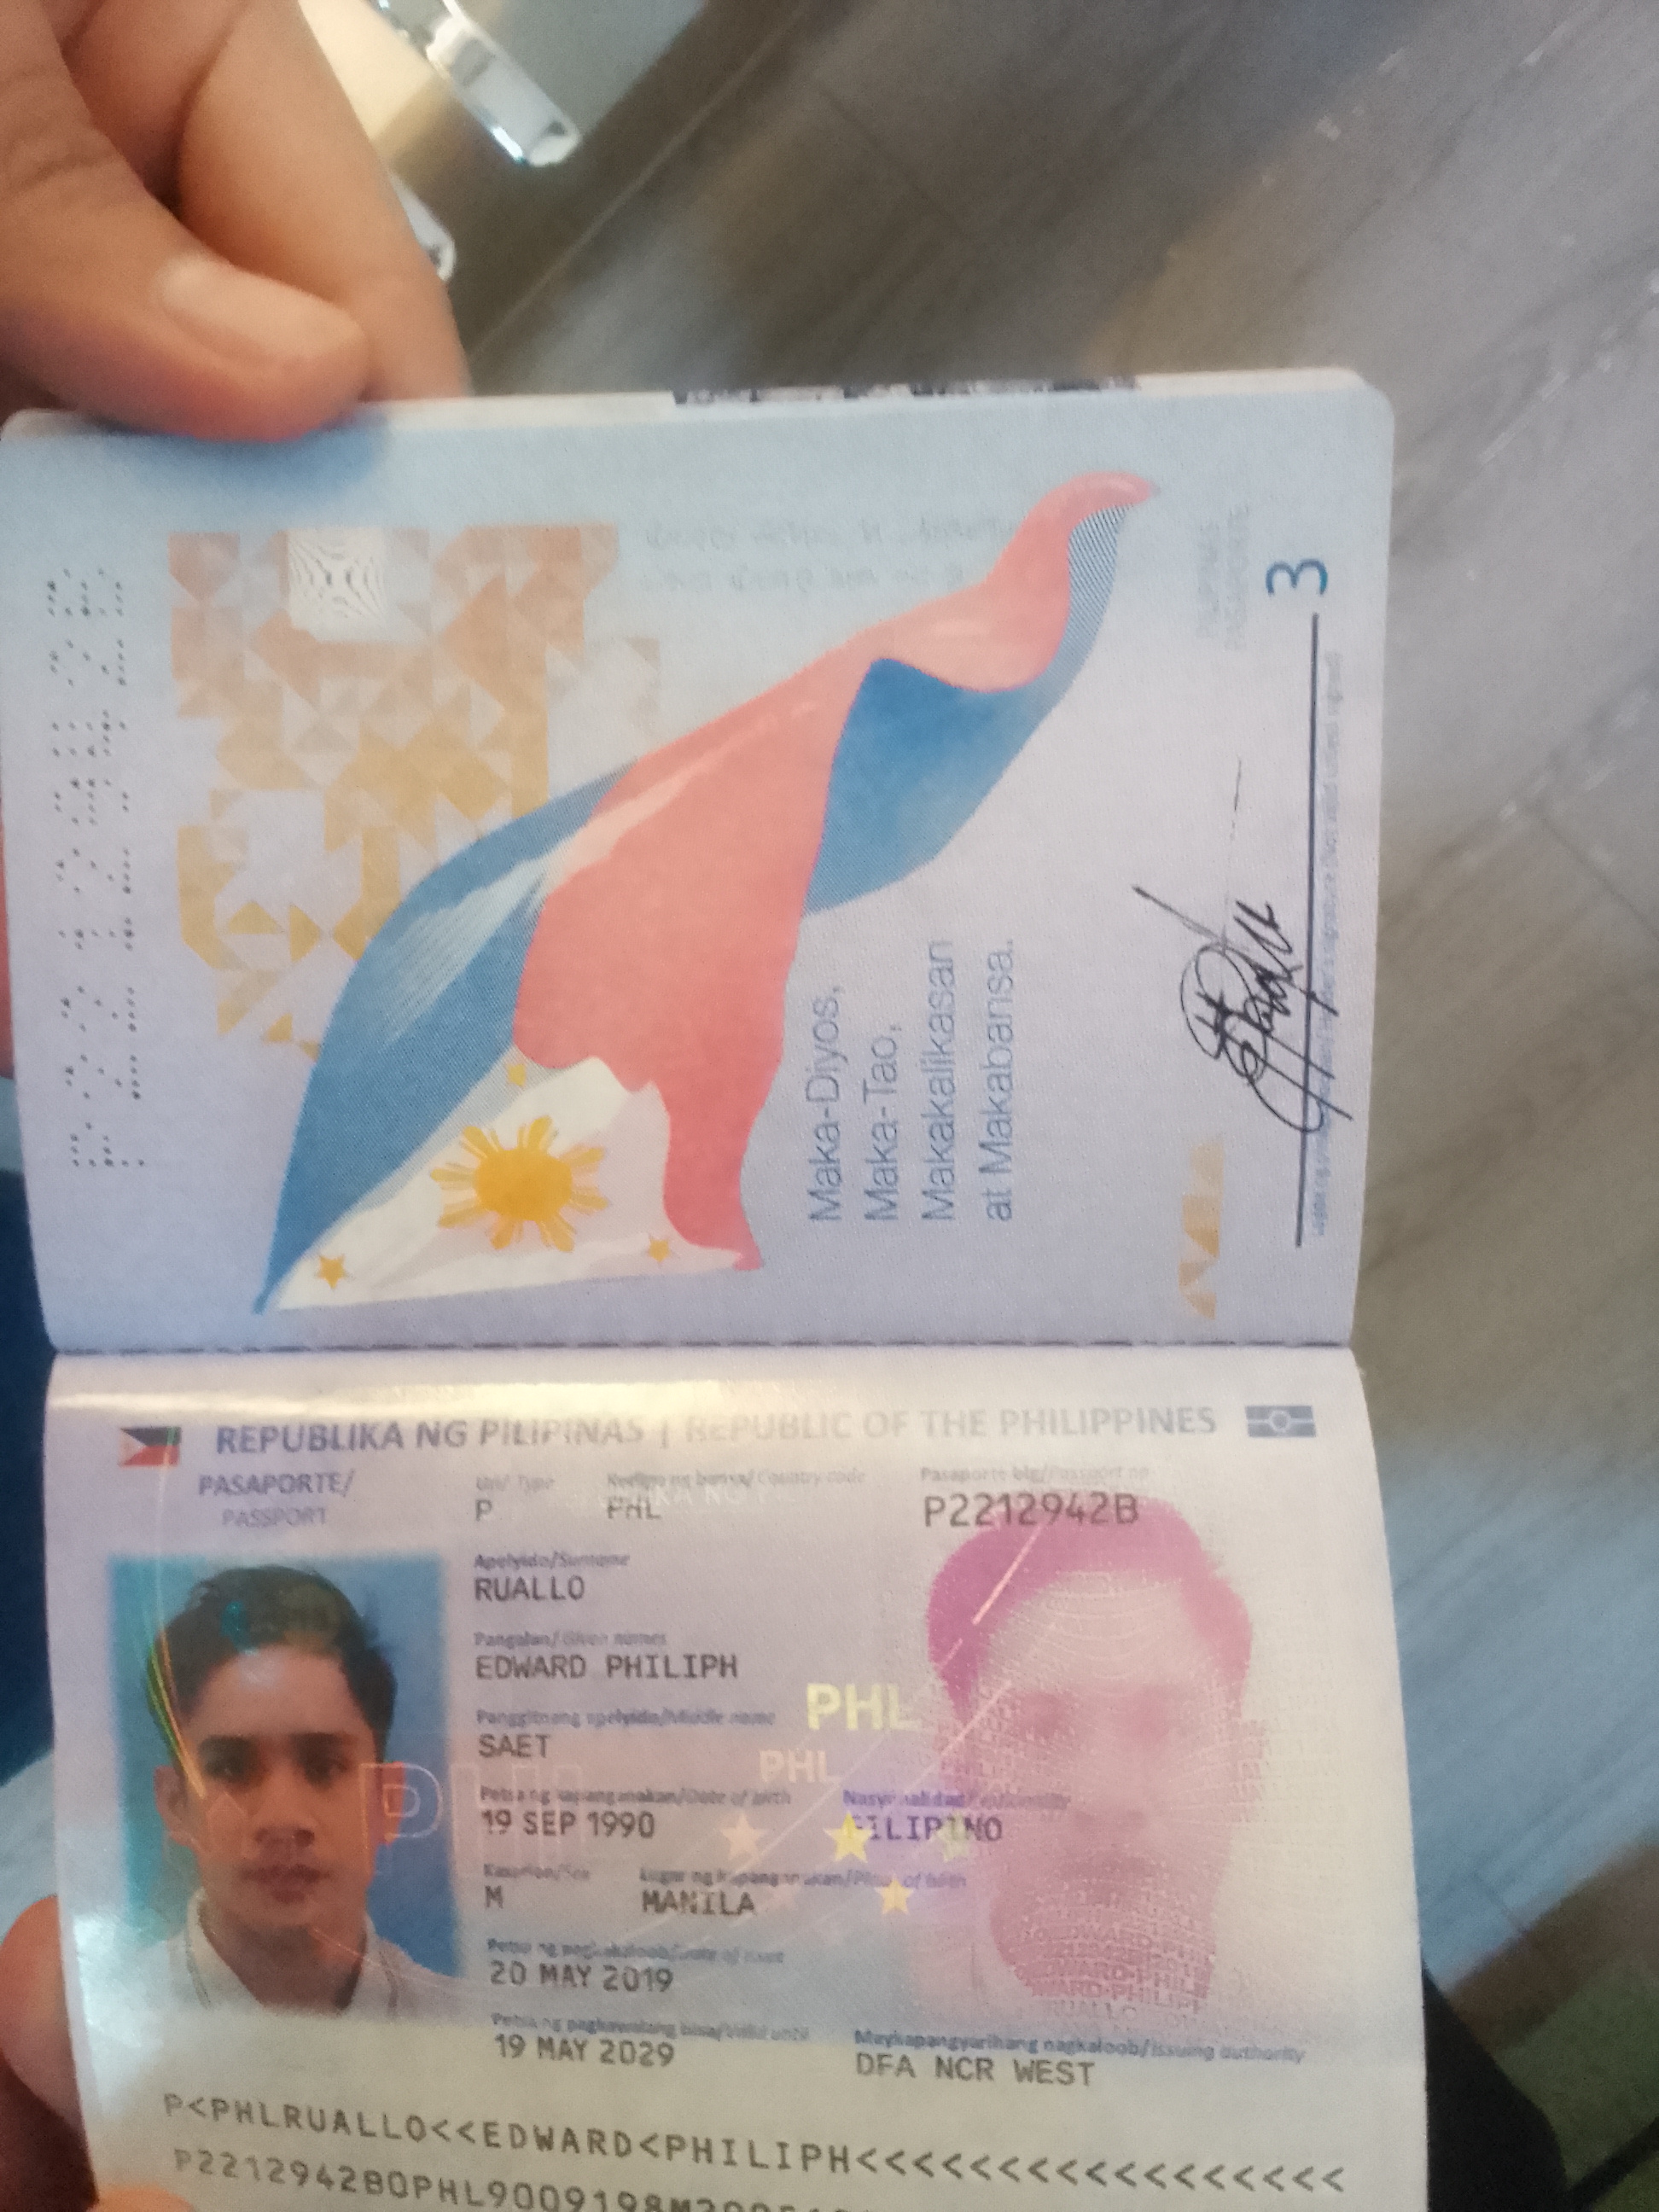 Maka-Diyos,
Maka-Tao,
Makakalikasan
at Makabansa.
PILIPINAS
PASAPORTE
3
REPUBLIKA NG PILIPINAS | REPUBLIC OF THE PHILIPPINES
PASAPORTE/
PASSPORT
Uri/ Type
P
Kodigo ng bansa/ Country code
PHL
Pasaporte blg/Passport no
P2212942B
Apelyido/Surname
RUALLO
Pangalan/Given names
EDWARD PHILIPH
Panggitnang apelyido/Middle name
SAET
PHL
PHL
Petsa ng kapanganakan/Date of birth
19 SEP 1990
Nasyonalidad/Nationality
FILIPINO
Kasarian/Sex
M
Lugar ng kapanganakan/Place of birth
MANILA
Petsa ng pagkakaloob/Date of issue
20 MAY 2019
Petsa ng pagkawalang bisa/Valid until
19 MAY 2029
Maykapangyarihang nagkaloob/Issuing authority
DFA NCR WEST
P<PHLRUALLO<<EDWARD<PHILIPH<<<<<<<<<<<<<<<<<